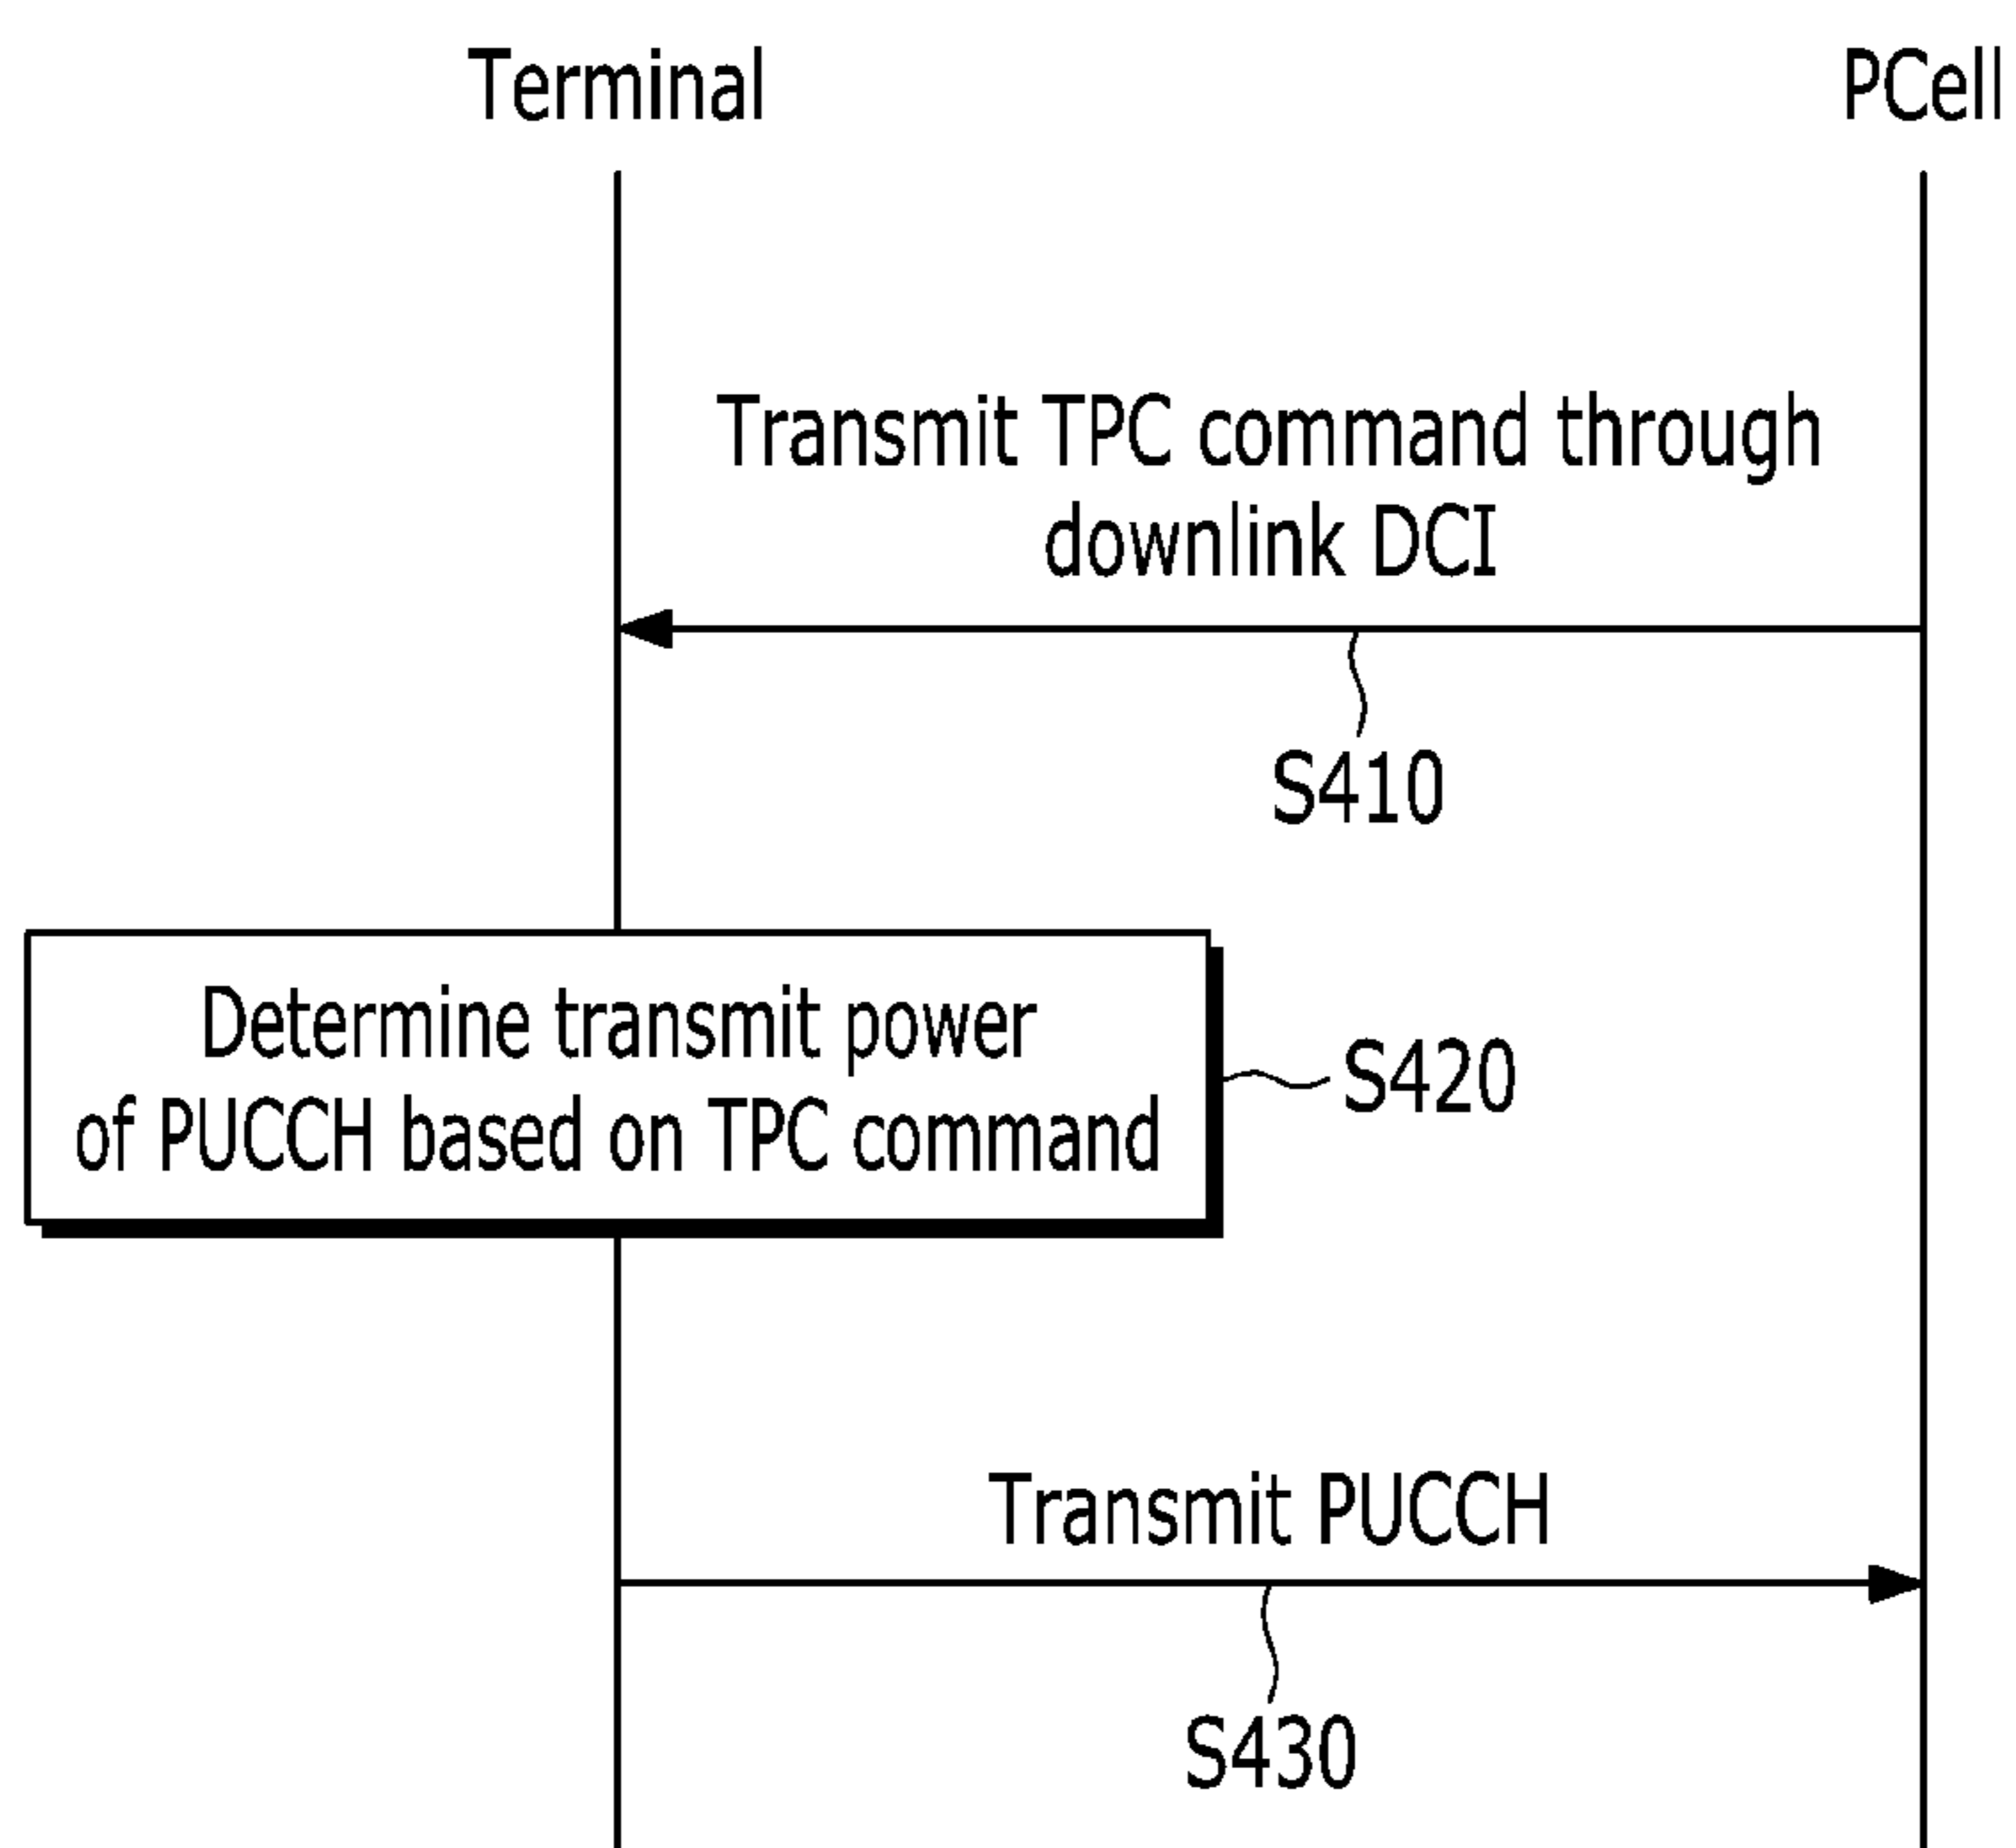 Terminal
PCell
Transmit TPC command through
downlink DCI
S410
Determine transmit power
of PUCCH based on TPC command
S420
Transmit PUCCH
S430